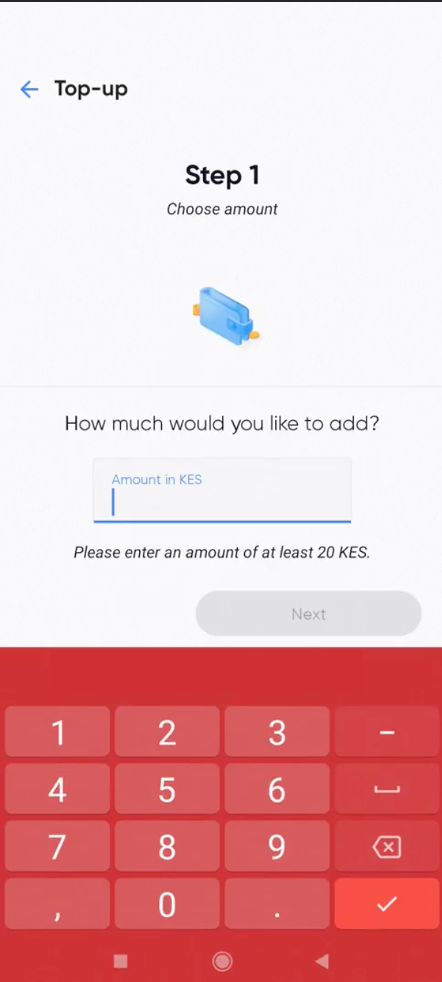 Top-up
Step 1
Choose amount
How much would you like to add?
Amount in KES
Please enter an amount of at least 20 KES.
Next
1 2 3 -
4 5 6
7 8 9
, 0 .